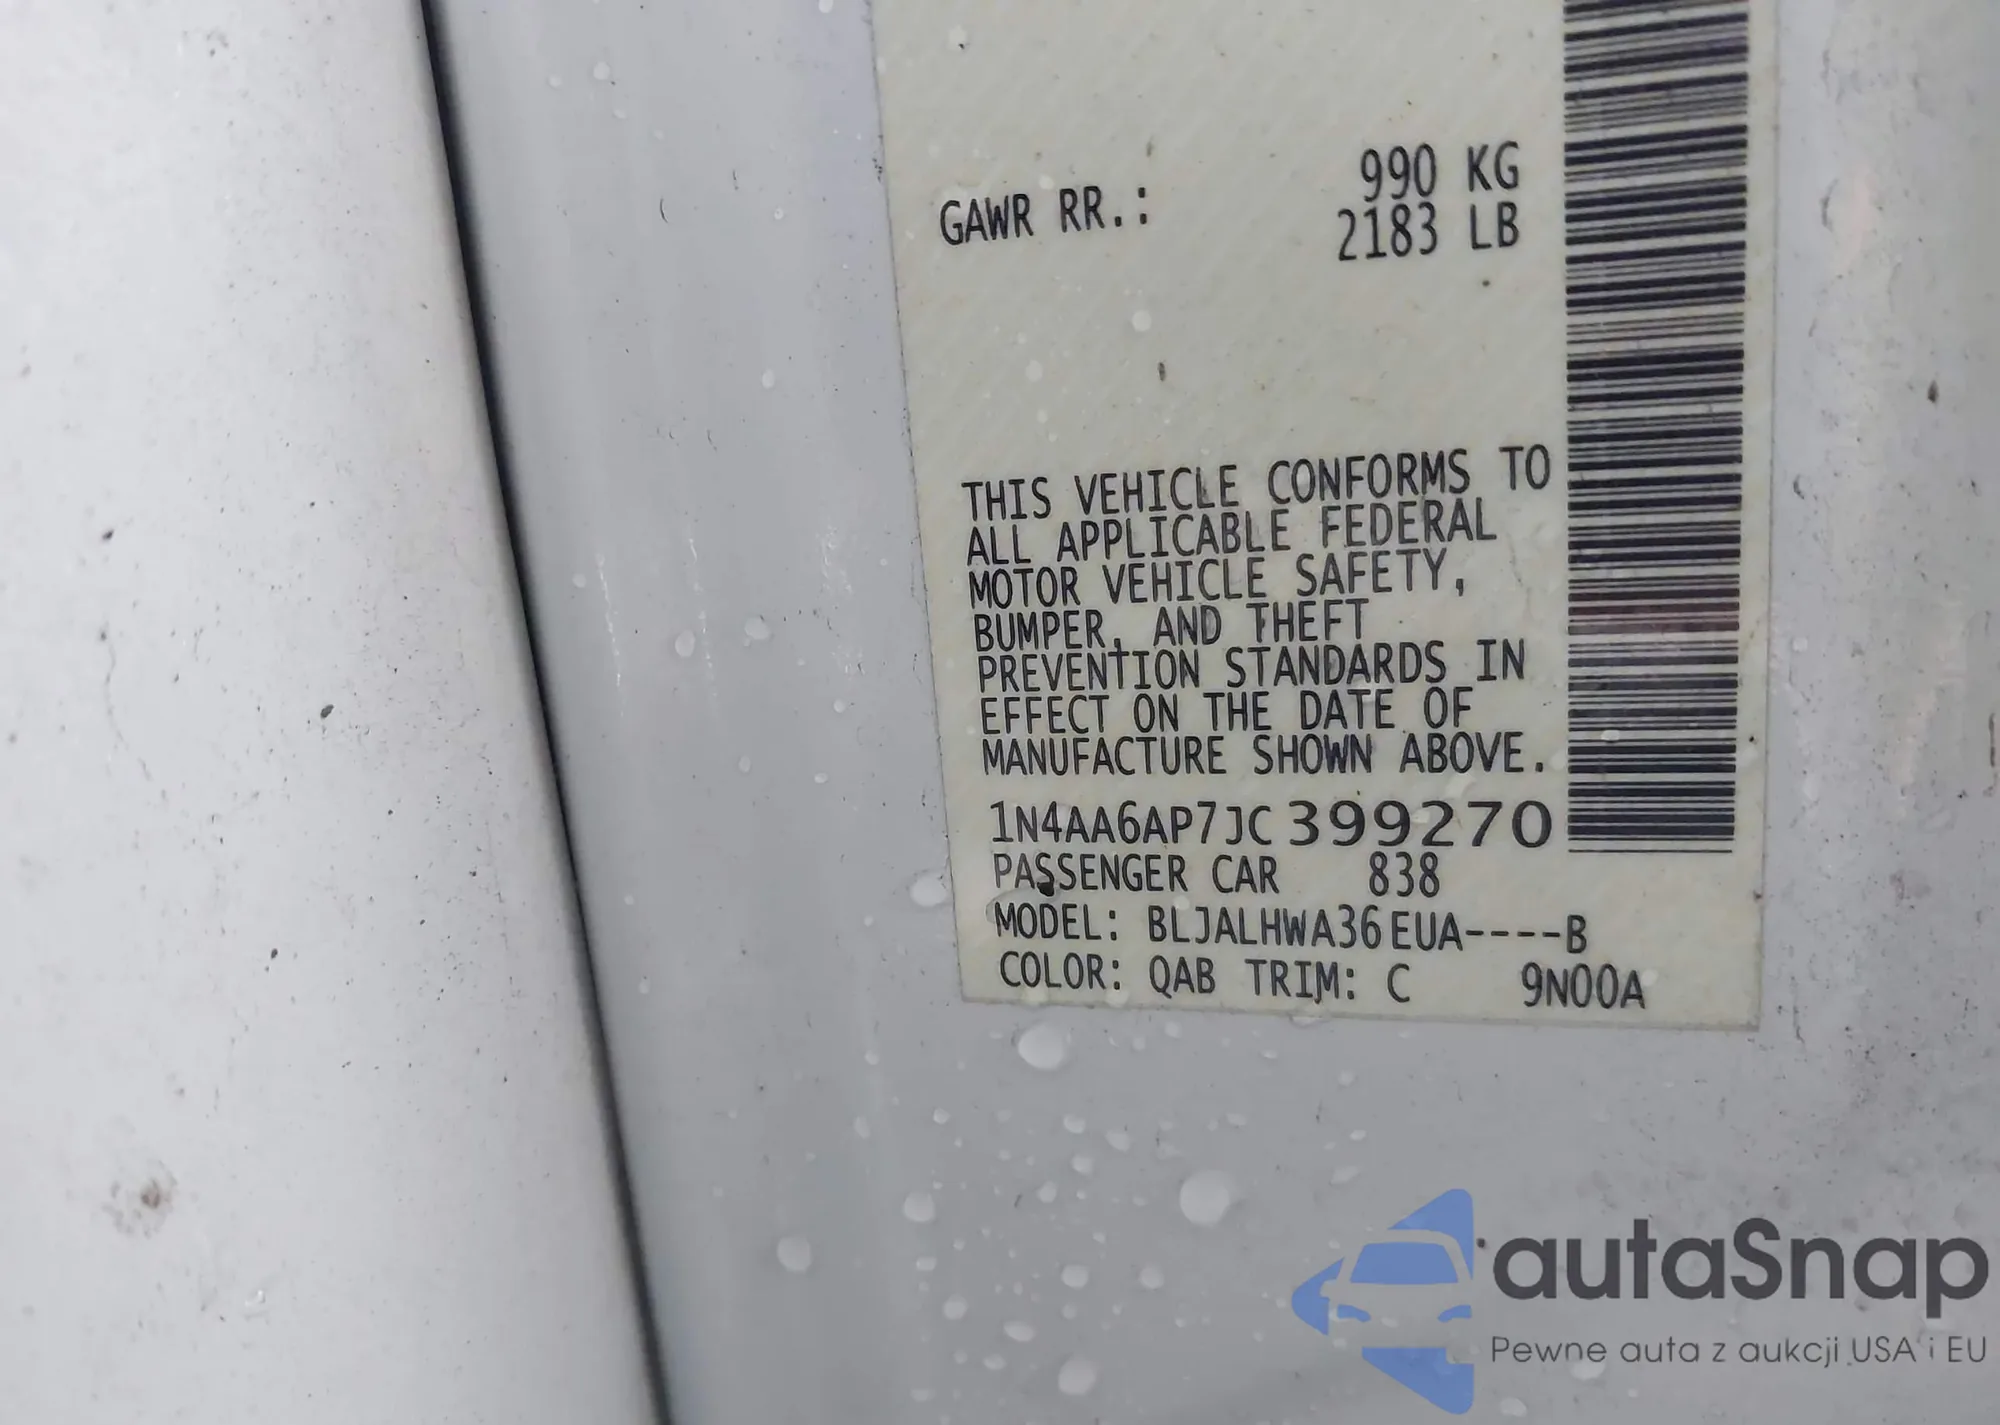 990 KG
GAWR RR.: 2183 LB
THIS VEHICLE CONFORMS TO
ALL APPLICABLE FEDERAL
MOTOR VEHICLE SAFETY,
BUMPER, AND THEFT
PREVENTION STANDARDS IN
EFFECT ON THE DATE OF
MANUFACTURE SHOWN ABOVE.
1N4AA6AP7JC399270
PASSENGER CAR 838
MODEL: BLJALHWA36EUA----B
COLOR: QAB TRIM: C 9N00A
autaSnap
Pewne auta z aukcji USA i EU